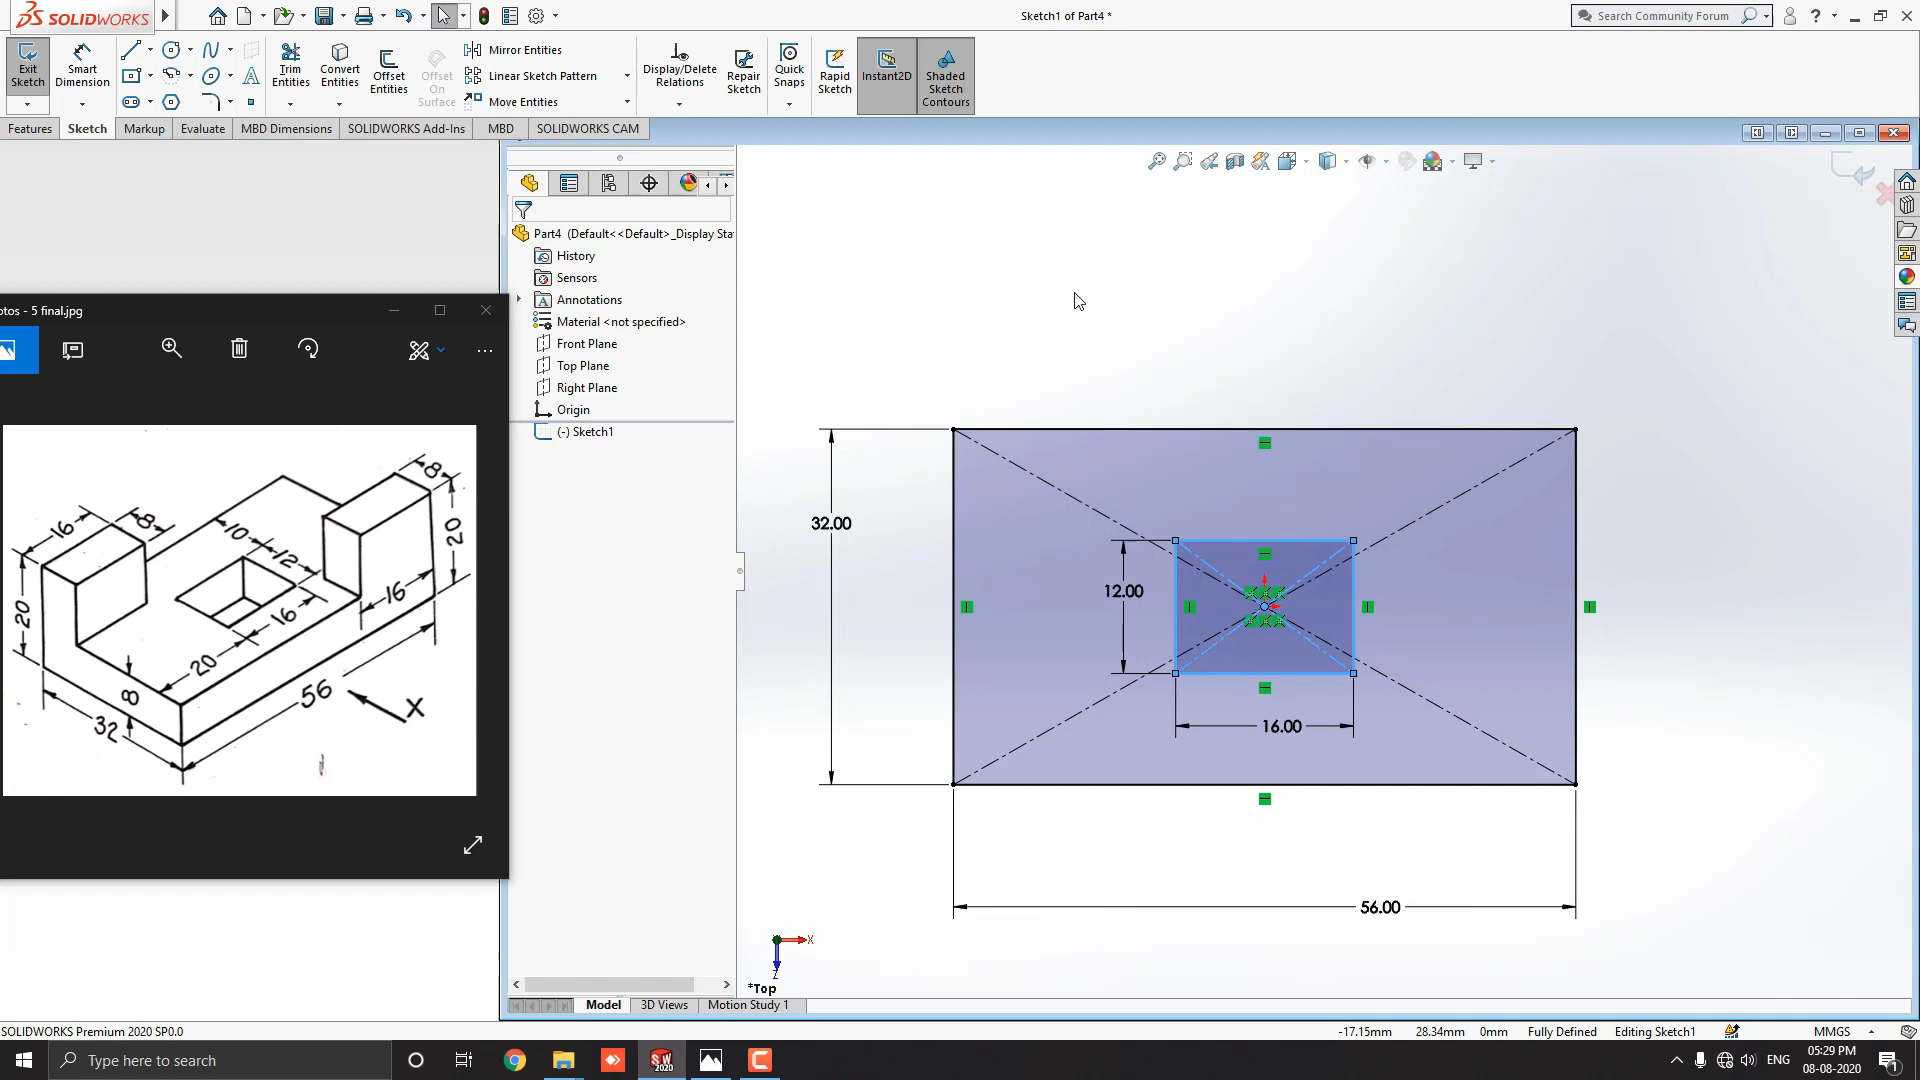 SOLIDWORKS
Sketch1 of Part4 *
Search Community Forum
Exit Sketch
Smart Dimension
Trim Entities
Convert Entities
Offset Entities
Offset On Surface
Mirror Entities
Linear Sketch Pattern
Move Entities
Display/Delete Relations
Repair Sketch
Quick Snaps
Rapid Sketch
Instant2D
Shaded Sketch Contours
Features Sketch Markup Evaluate MBD Dimensions SOLIDWORKS Add-Ins MBD SOLIDWORKS CAM
Part4 (Default<<Default>_Display Sta
History
Sensors
Annotations
Material <not specified>
Front Plane
Top Plane
Right Plane
Origin
(-) Sketch1
otos - 5 final.jpg
8
16
8
10
12
20
20
16
16
20
8
56
X
32
32.00
12.00
16.00
56.00
X
Z
*Top
Model 3D Views Motion Study 1
SOLIDWORKS Premium 2020 SP0.0
-17.15mm 28.34mm 0mm Fully Defined Editing Sketch1 MMGS
Type here to search
SW 2020
ENG
05:29 PM
08-08-2020
1